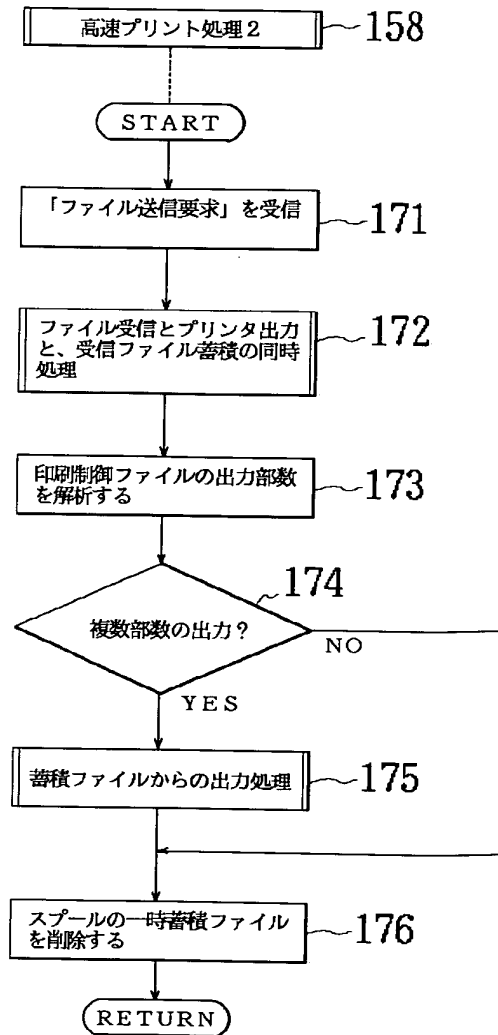 高速プリント処理2
158
START
「ファイル送信要求」を受信
171
ファイル受信とプリンタ出力
と、受信ファイル蓄積の同時
処理
172
印刷制御ファイルの出力部数
を解析する
173
174
複数部数の出力?
NO
YES
蓄積ファイルからの出力処理
175
スプールの一時蓄積ファイル
を削除する
176
RETURN